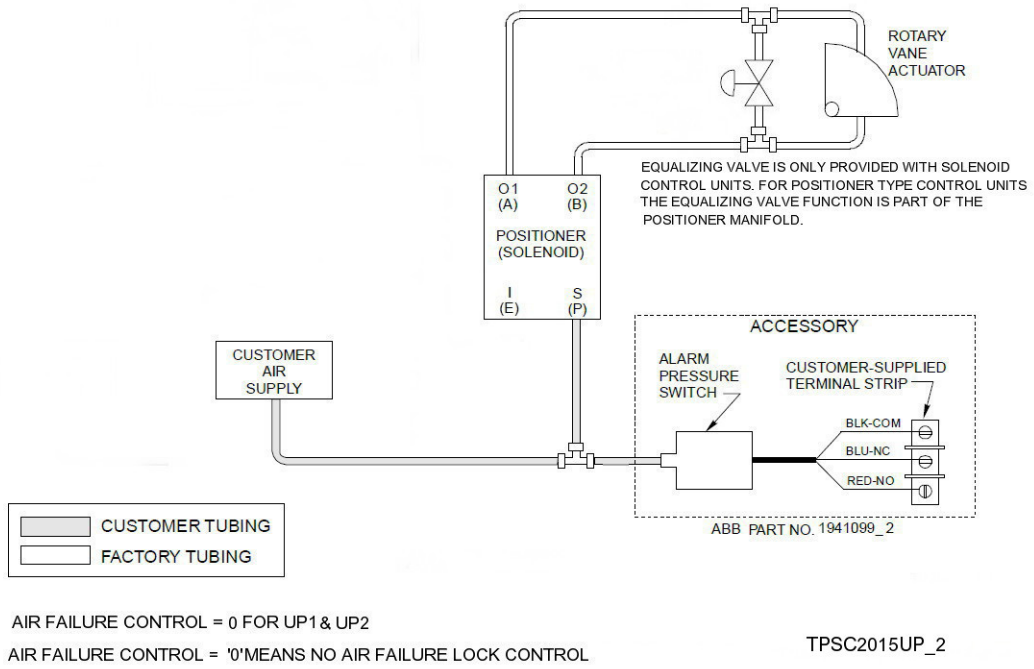 ROTARY
VANE
ACTUATOR
EQUALIZING VALVE IS ONLY PROVIDED WITH SOLENOID
CONTROL UNITS. FOR POSITIONER TYPE CONTROL UNITS
THE EQUALIZING VALVE FUNCTION IS PART OF THE
POSITIONER MANIFOLD.
O1 O2
(A) (B)
POSITIONER
(SOLENOID)
I S
(E) (P)
ACCESSORY
CUSTOMER
AIR
SUPPLY
ALARM
PRESSURE
SWITCH
CUSTOMER-SUPPLIED
TERMINAL STRIP
BLK-COM
BLU-NC
RED-NO
ABB PART NO. 1941099_2
CUSTOMER TUBING
FACTORY TUBING
AIR FAILURE CONTROL = 0 FOR UP1 & UP2
AIR FAILURE CONTROL = '0'MEANS NO AIR FAILURE LOCK CONTROL
TPSC2015UP_2